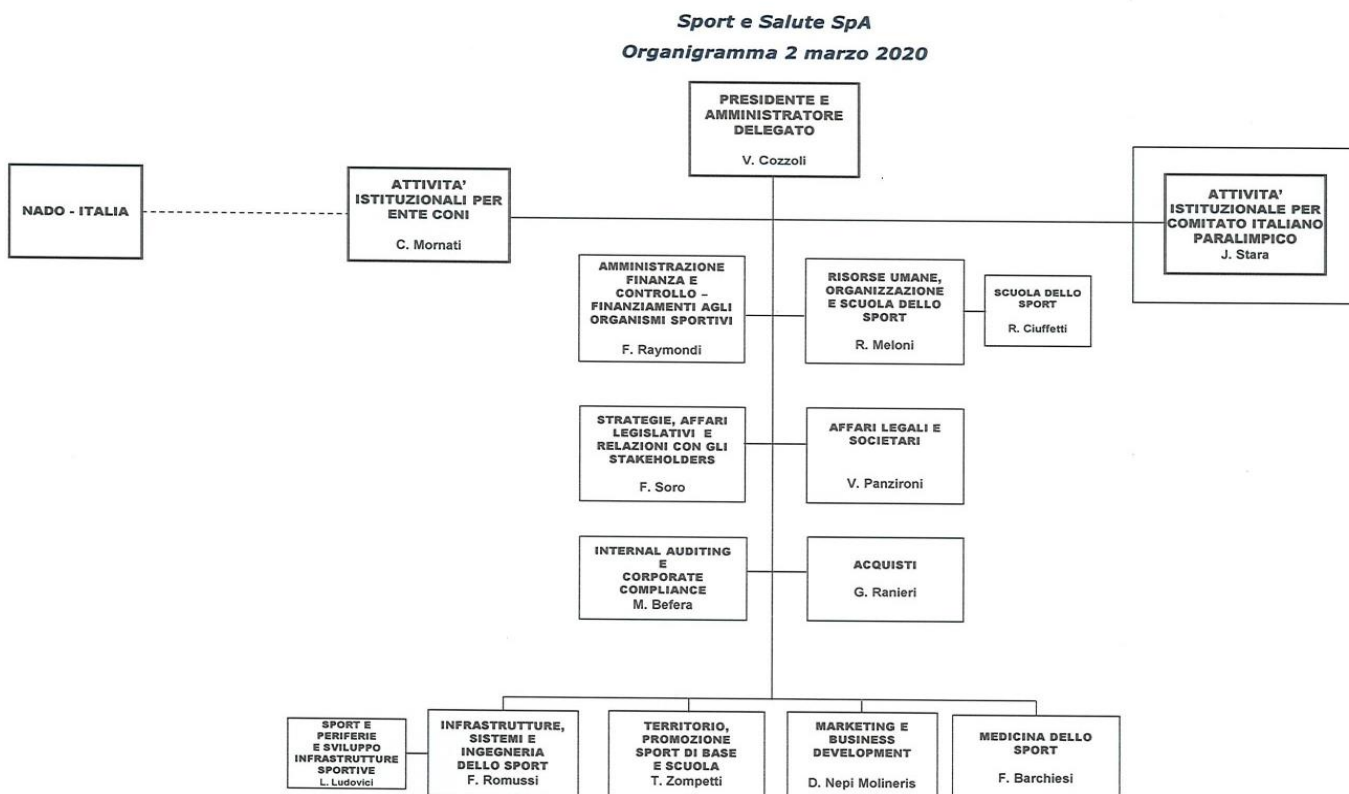 Sport e Salute SpA
Organigramma 2 marzo 2020
PRESIDENTE E
AMMINISTRATORE
DELEGATO
V. Cozzoli
NADO - ITALIA
ATTIVITA'
ISTITUZIONALI PER
ENTE CONI
C. Mornati
ATTIVITA'
ISTITUZIONALE PER
COMITATO ITALIANO
PARALIMPICO
J. Stara
AMMINISTRAZIONE
FINANZA E
CONTROLLO –
FINANZIAMENTI AGLI
ORGANISMI SPORTIVI
F. Raymondi
RISORSE UMANE,
ORGANIZZAZIONE
E SCUOLA DELLO
SPORT
R. Meloni
SCUOLA DELLO
SPORT
R. Ciuffetti
STRATEGIE, AFFARI
LEGISLATIVI E
RELAZIONI CON GLI
STAKEHOLDERS
F. Soro
AFFARI LEGALI E
SOCIETARI
V. Panzironi
INTERNAL AUDITING
E
CORPORATE
COMPLIANCE
M. Befera
ACQUISTI
G. Ranieri
SPORT E
PERIFERIE
E SVILUPPO
INFRASTRUTTURE
SPORTIVE
L. Ludovici
INFRASTRUTTURE,
SISTEMI E
INGEGNERIA
DELLO SPORT
F. Romussi
TERRITORIO,
PROMOZIONE
SPORT DI BASE
E SCUOLA
T. Zompetti
MARKETING E
BUSINESS
DEVELOPMENT
D. Nepi Molineris
MEDICINA DELLO
SPORT
F. Barchiesi